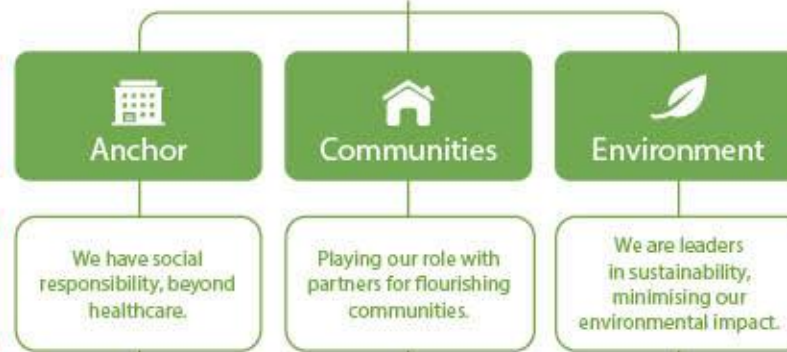 Anchor
We have social
responsibility, beyond
healthcare.
Communities
Playing our role with
partners for flourishing
communities.
Environment
We are leaders
in sustainability,
minimising our
environmental impact.